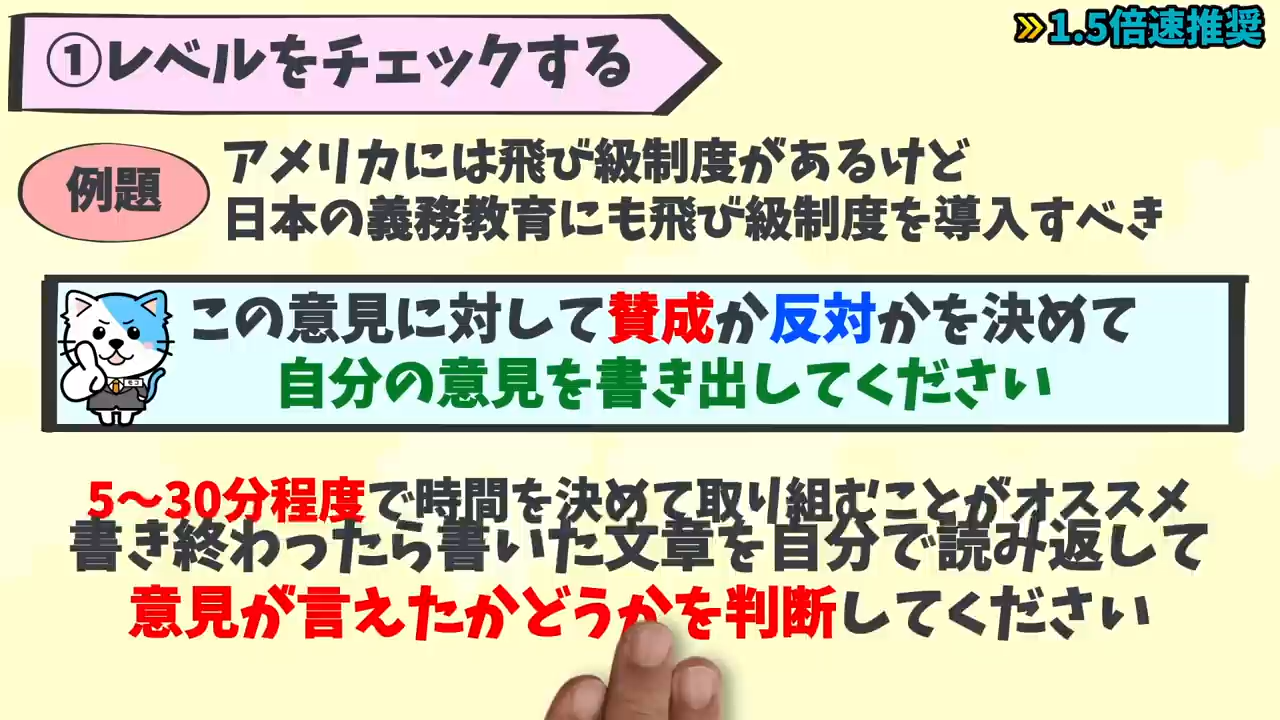 ①レベルをチェックする
1.5倍速推奨
例題
アメリカには飛び級制度があるけど
日本の義務教育にも飛び級制度を導入すべき
この意見に対して賛成か反対かを決めて
自分の意見を書き出してください
5〜30分程度で時間を決めて取り組むことがオススメ
書き終わったら書いた文章を自分で読み返して
意見が言えたかどうかを判断してください